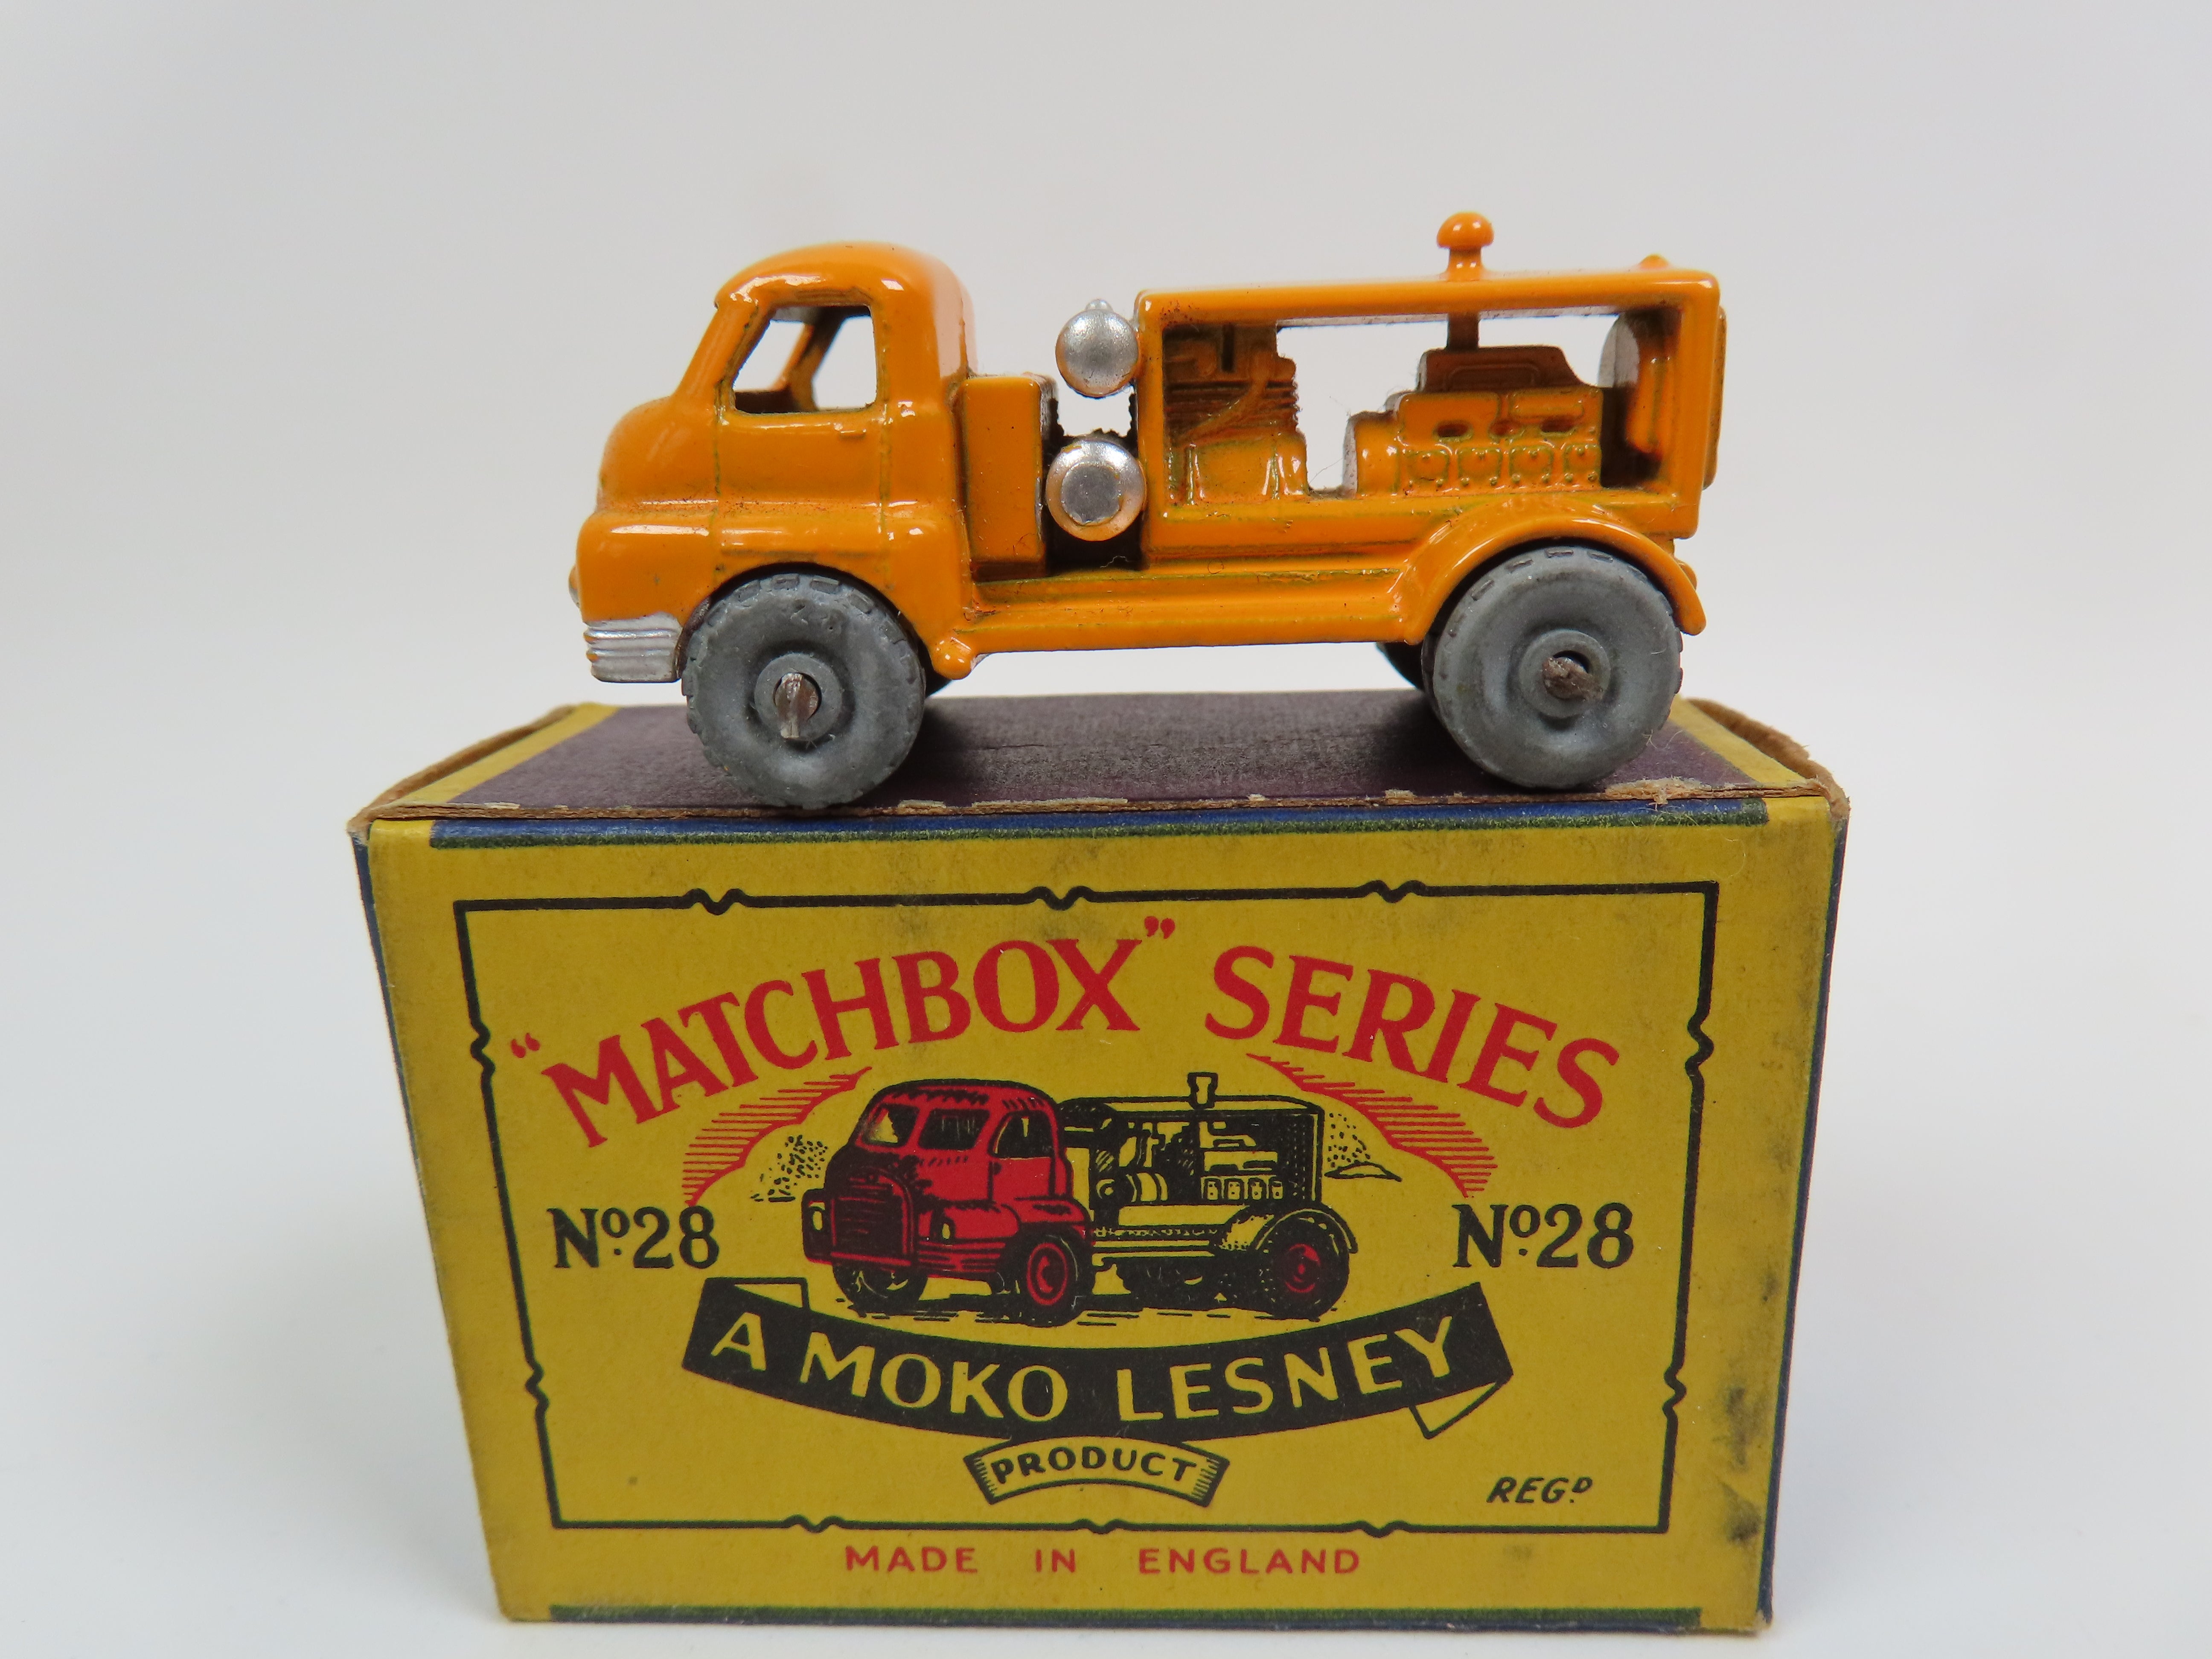 "MATCHBOX" SERIES
Nº28 Nº28
A MOKO LESNEY
PRODUCT
REGᴰ
MADE IN ENGLAND